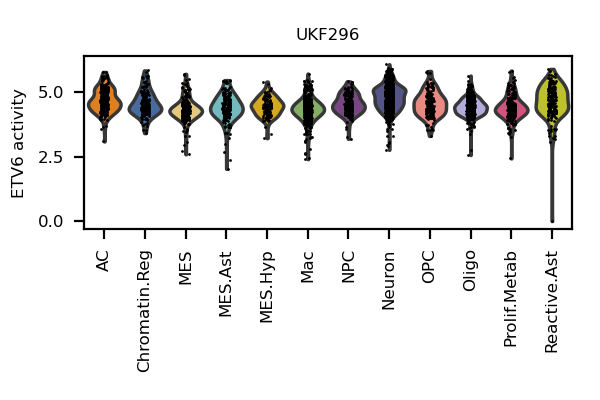 UKF296
ETV6 activity
5.0
2.5
0.0
AC
Chromatin.Reg
MES
MES.Ast
MES.Hyp
Mac
NPC
Neuron
OPC
Oligo
Prolif.Metab
Reactive.Ast